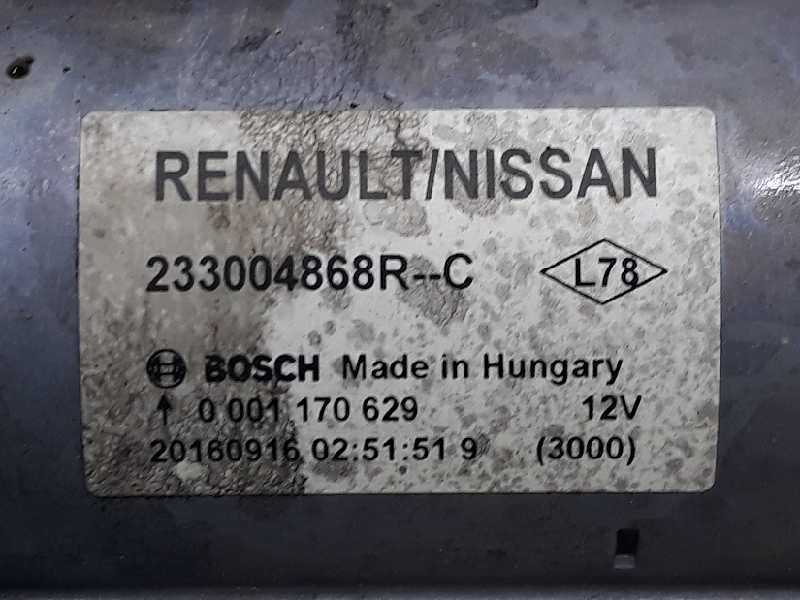 RENAULT/NISSAN
233004868R--C L78
BOSCH Made in Hungary
↑ 0 001 170 629 12V
20160916 02:51:51 9 (3000)